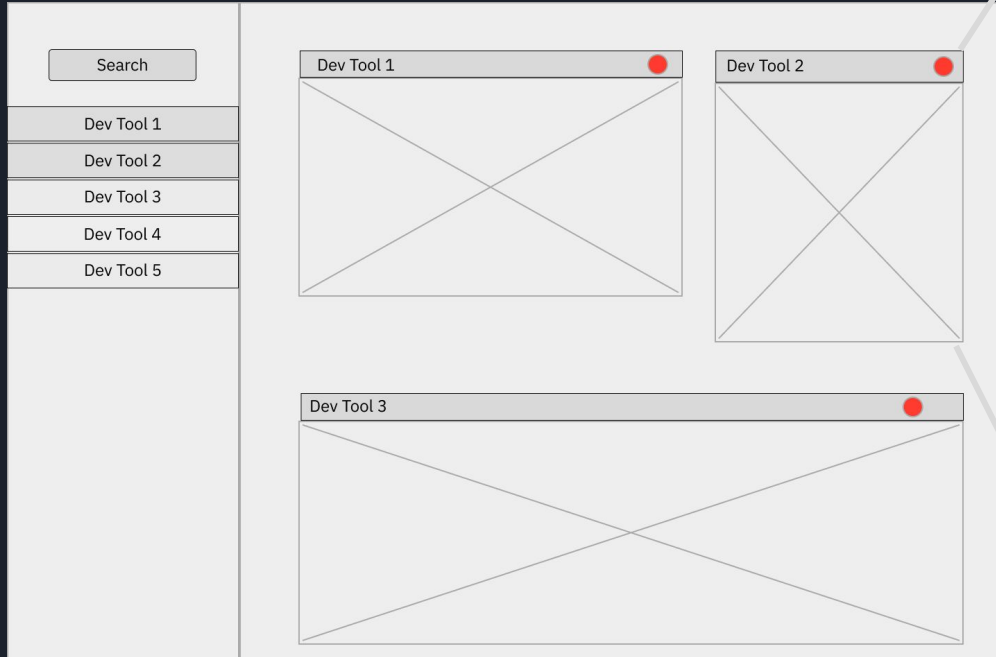 Search
Dev Tool 1
Dev Tool 2
Dev Tool 3
Dev Tool 4
Dev Tool 5
Dev Tool 1
Dev Tool 2
Dev Tool 3